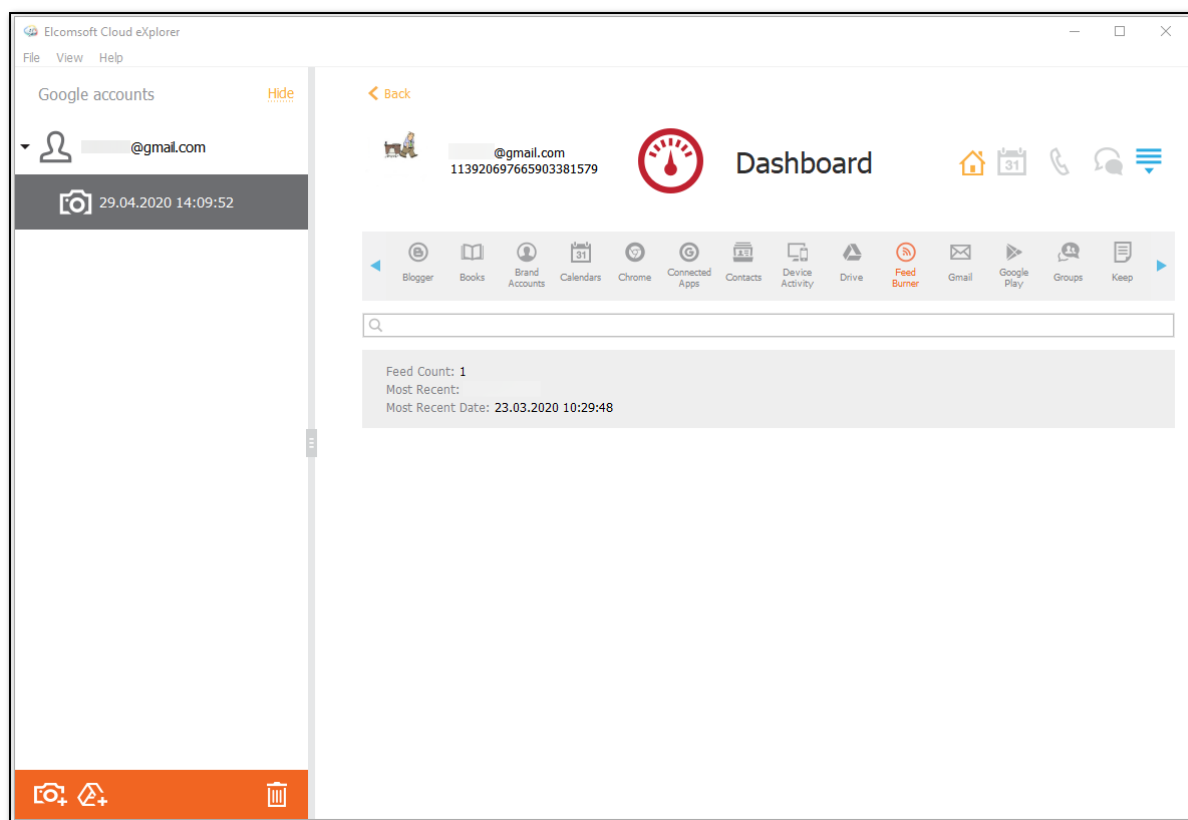 Elcomsoft Cloud eXplorer
File View Help
Google accounts Hide
@gmail.com
29.04.2020 14:09:52
Back
@gmail.com
113920697665903381579
Dashboard
31
Blogger
Books
Brand Accounts
31
Calendars
Chrome
Connected Apps
Contacts
Device Activity
Drive
Feed Burner
Gmail
Google Play
Groups
Keep
Feed Count: 1
Most Recent:
Most Recent Date: 23.03.2020 10:29:48